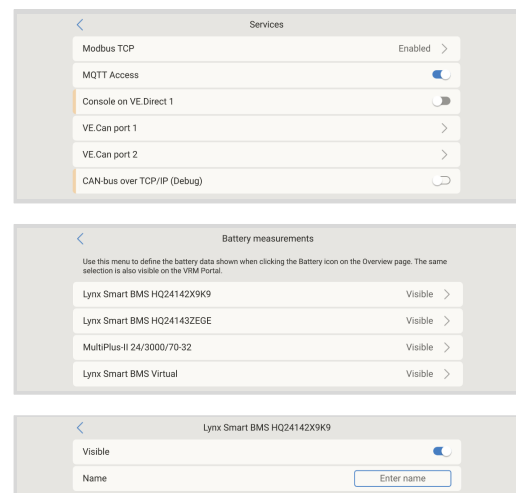 Services
Modbus TCP Enabled
MQTT Access
Console on VE.Direct 1
VE.Can port 1
VE.Can port 2
CAN-bus over TCP/IP (Debug)
Battery measurements
Use this menu to define the battery data shown when clicking the Battery icon on the Overview page. The same
selection is also visible on the VRM Portal.
Lynx Smart BMS HQ24142X9K9 Visible
Lynx Smart BMS HQ24143ZEGE Visible
MultiPlus-II 24/3000/70-32 Visible
Lynx Smart BMS Virtual Visible
Lynx Smart BMS HQ24142X9K9
Visible
Name Enter name